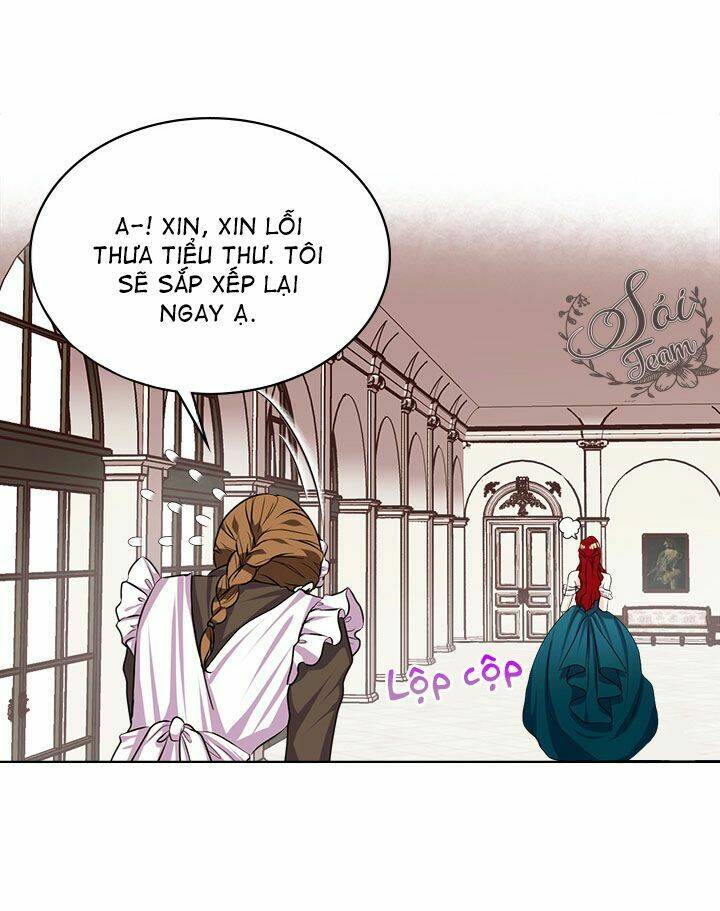 A-! XIN, XIN LỖI
THƯA TIỂU THƯ. TÔI
SẼ SẮP XẾP LẠI
NGAY Ạ.
Sói
Team
Lộp cộp